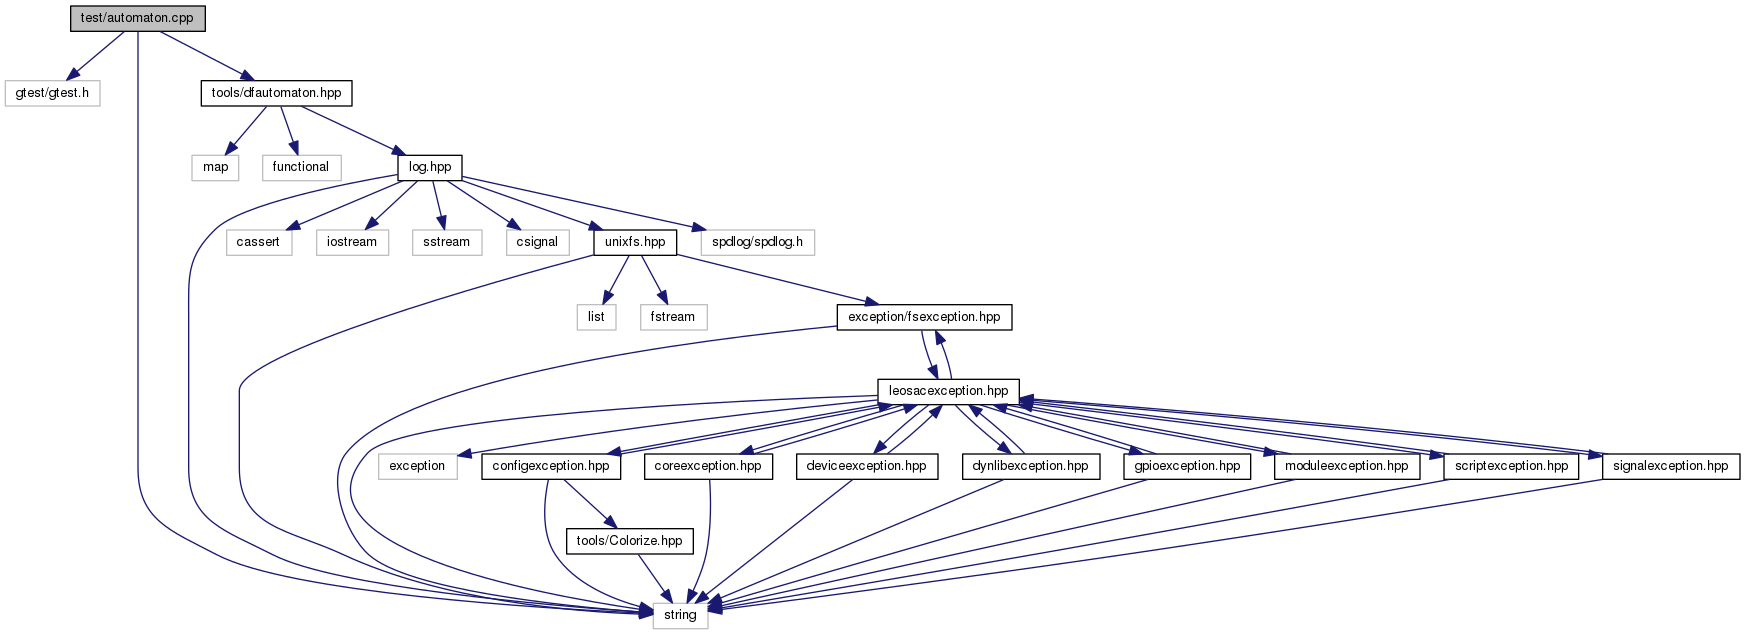 test/automaton.cpp
gtest/gtest.h
tools/dfautomaton.hpp
map
functional
log.hpp
cassert
iostream
sstream
csignal
unixfs.hpp
spdlog/spdlog.h
list
fstream
exception/fsexception.hpp
leosacexception.hpp
exception
configexception.hpp
coreexception.hpp
deviceexception.hpp
dynlibexception.hpp
gpioexception.hpp
moduleexception.hpp
scriptexception.hpp
signalexception.hpp
tools/Colorize.hpp
string